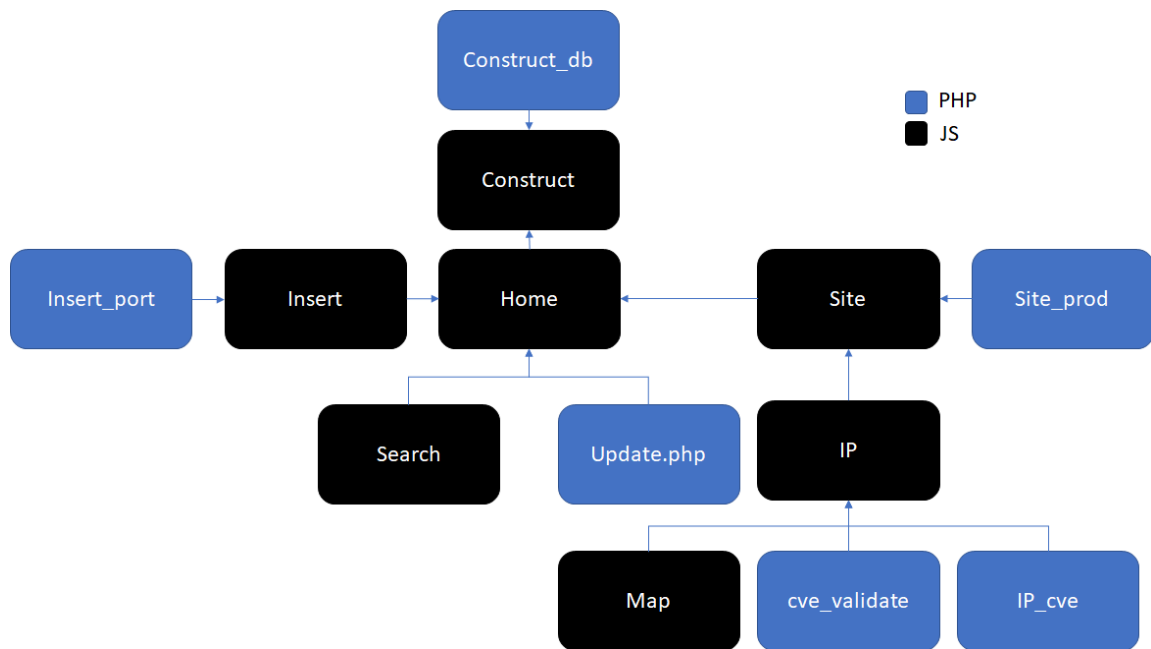 Construct_db
PHP
JS
Construct
Insert_port
Insert
Home
Site
Site_prod
Search
Update.php
IP
Map
cve_validate
IP_cve